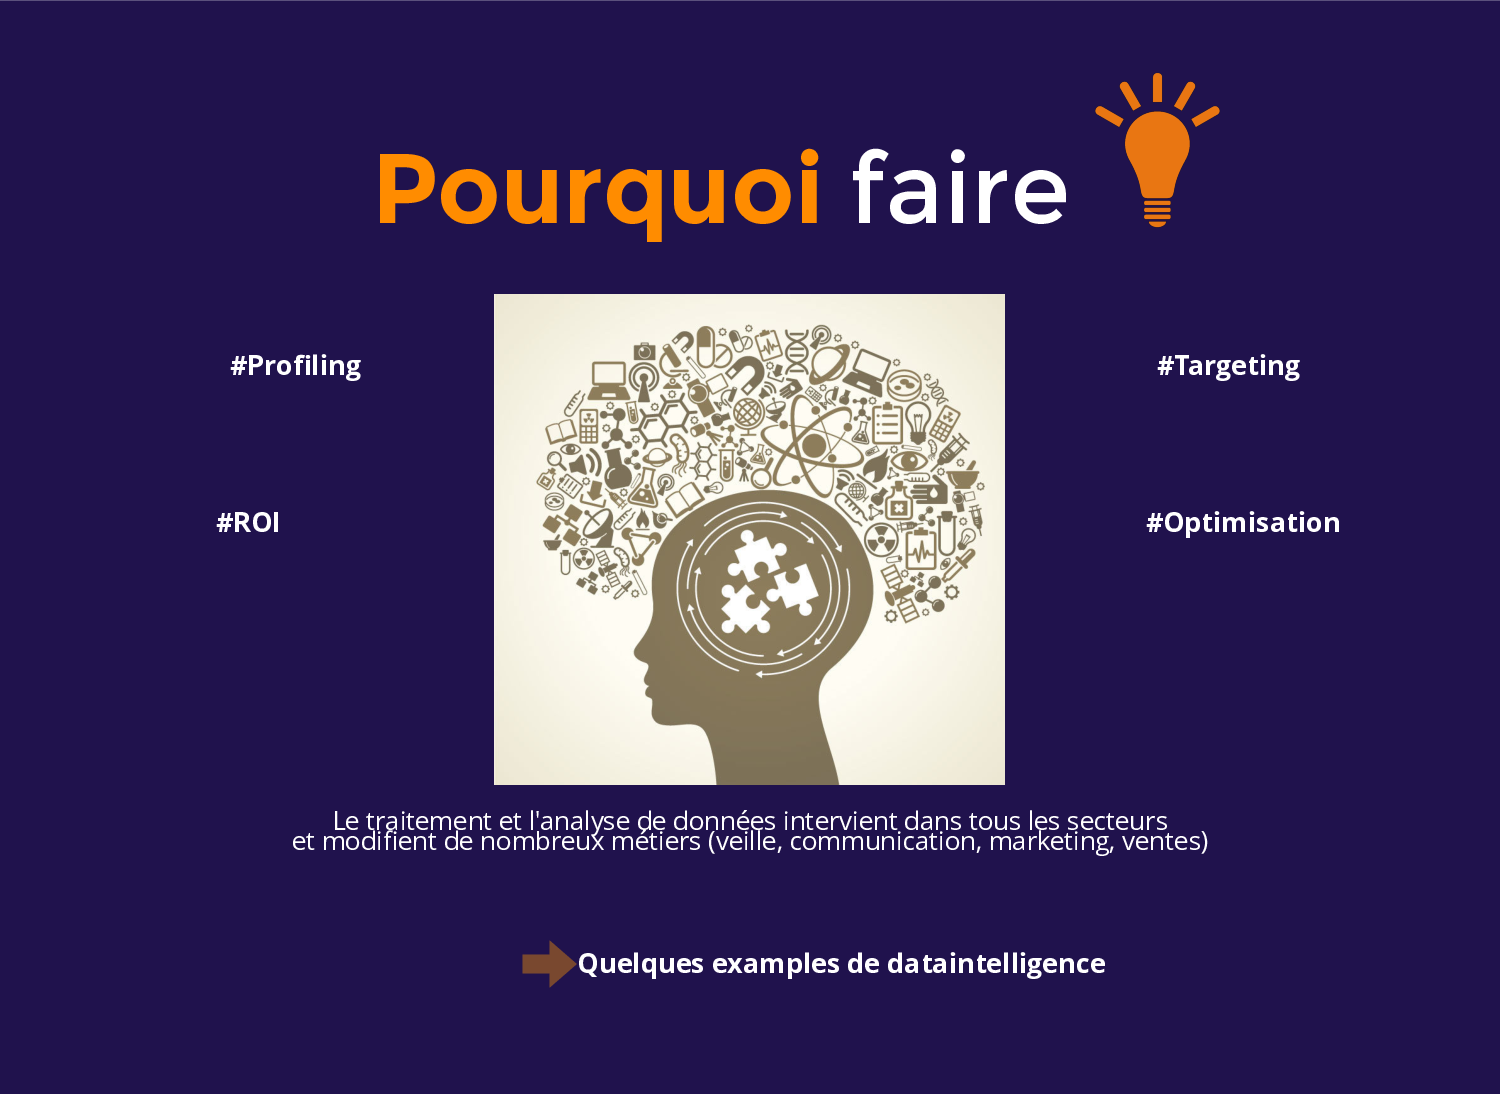 Pourquoi faire
#Profiling
#Targeting
#ROI
#Optimisation
Le traitement et l'analyse de données intervient dans tous les secteurs
et modifient de nombreux métiers (veille, communication, marketing, ventes)
Quelques examples de dataintelligence